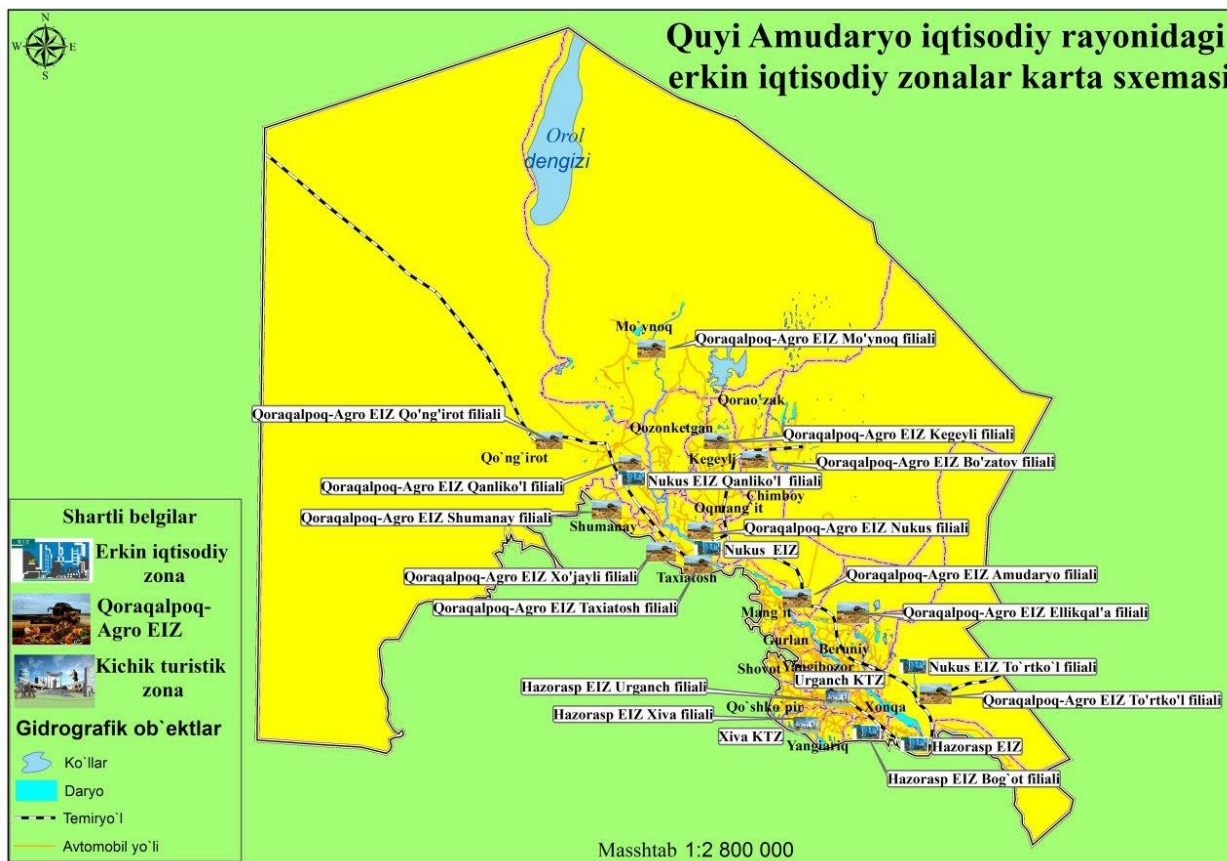 Quyi Amudaryo iqtisodiy rayonidagi
erkin iqtisodiy zonalar karta sxemasi
N
W
E
S
Orol
dengizi
Mo`ynoq
Qoraqalpoq-Agro EIZ Mo'ynoq filiali
Qorao`zak
Qoraqalpoq-Agro EIZ Qo'ng'irot filiali
Qozonketgan
Qoraqalpoq-Agro EIZ Kegeyli filiali
Qo`ng`irot
Kegeyli
Qoraqalpoq-Agro EIZ Bo'zatov filiali
Qoraqalpoq-Agro EIZ Qanliko'l filiali
Nukus EIZ Qanliko'l filiali
Chimboy
Oqmang`it
Qoraqalpoq-Agro EIZ Shumanay filiali
Shumanay
Qoraqalpoq-Agro EIZ Nukus filiali
Nukus EIZ
Qoraqalpoq-Agro EIZ Xo'jayli filiali
Taxiatosh
Qoraqalpoq-Agro EIZ Amudaryo filiali
Qoraqalpoq-Agro EIZ Taxiatosh filiali
Mang`it
Qoraqalpoq-Agro EIZ Ellikqal'a filiali
Gurlan
Beruniy
Shovot
Yangibozor
Nukus EIZ To`rtko`l filiali
Urganch KTZ
Hazorasp EIZ Urganch filiali
Qoraqalpoq-Agro EIZ To'rtko'l filiali
Qo`shko`pir
Xonqa
Hazorasp EIZ Xiva filiali
Xiva KTZ
Yangiariq
Hazorasp EIZ
Hazorasp EIZ Bog`ot filiali
Shartli belgilar
Erkin iqtisodiy
zona
Qoraqalpoq-
Agro EIZ
Kichik turistik
zona
Gidrografik ob`ektlar
Ko`llar
Daryo
Temiryo`l
Avtomobil yo`li
Masshtab 1:2 800 000